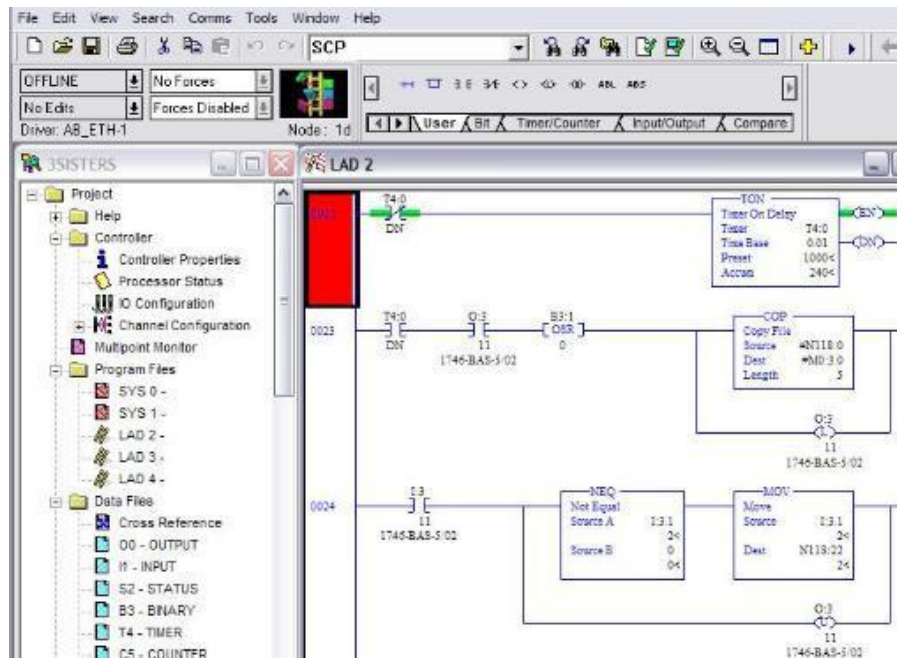 File Edit View Search Comms Tools Window Help
SCP
OFFLINE No Forces
No Edits Forces Disabled
Driver: AB_ETH-1 Node: 1d
ABL ABS
User Bit Timer/Counter Input/Output Compare
3SISTERS
Project
Help
Controller
Controller Properties
Processor Status
IO Configuration
Channel Configuration
Multipoint Monitor
Program Files
SYS 0 -
SYS 1 -
LAD 2 -
LAD 3 -
LAD 4 -
Data Files
Cross Reference
O0 - OUTPUT
I1 - INPUT
S2 - STATUS
B3 - BINARY
T4 - TIMER
C5 - COUNTER
LAD 2
T4:0
DN
TON
Timer On Delay
Timer T4:0
Time Base 0.01
Preset 1000<
Accum 240<
EN
DN
0023
T4:0
DN
O:3
11
1746-BAS-5/02
B3:1
OSR
0
COP
Copy File
Source #N118:0
Dest #M0:3.0
Length 5
O:3
L
11
1746-BAS-5/02
0024
I:3
11
1746-BAS-5/02
NEQ
Not Equal
Source A I:3.1
2<
Source B 0
0<
MOV
Move
Source I:3.1
2<
Dest N118:22
2<
O:3
U
11
1746-BAS-5/02